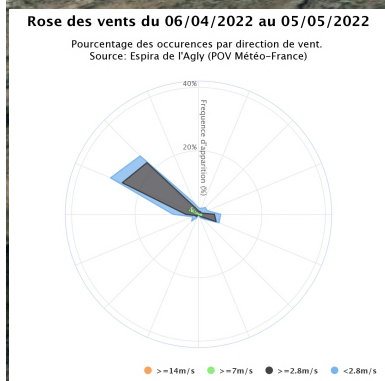 Rose des vents du 06/04/2022 au 05/05/2022
Pourcentage des occurences par direction de vent.
Source: Espira de l'Agly (POV Météo-France)
40%
20%
Frequence d'apparition (%)
>=14m/s >=7m/s >=2.8m/s <2.8m/s